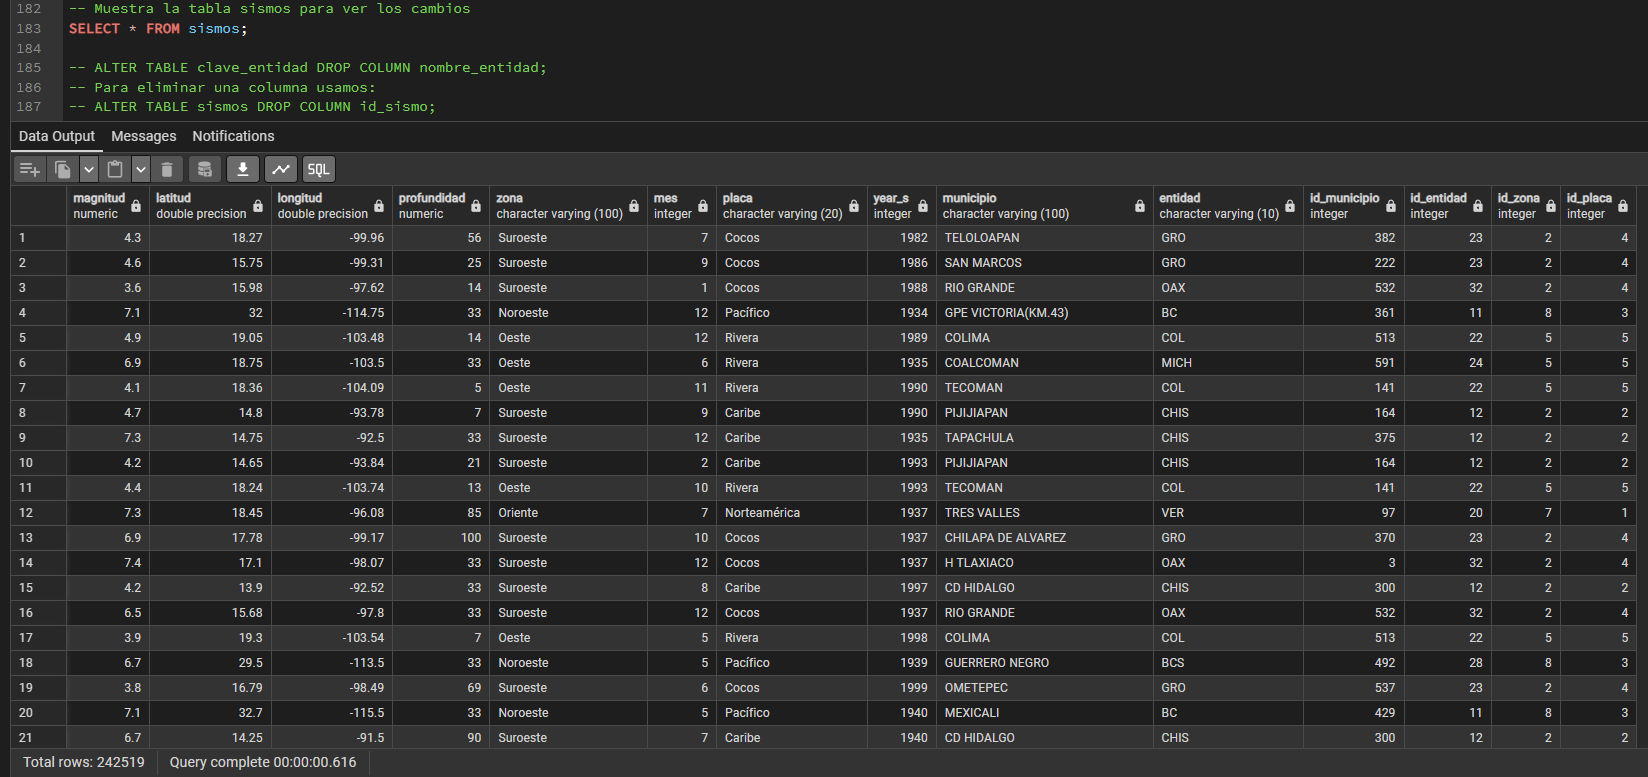 182 -- Muestra la tabla sismos para ver los cambios
183 SELECT * FROM sismos;
184
185 -- ALTER TABLE clave_entidad DROP COLUMN nombre_entidad;
186 -- Para eliminar una columna usamos:
187 -- ALTER TABLE sismos DROP COLUMN id_sismo;
Data Output Messages Notifications
SQL
magnitud latitud longitud profundidad zona mes placa year_s municipio entidad id_municipio id_entidad id_zona id_placa
numeric double precision double precision numeric character varying (100) integer character varying (20) integer character varying (100) character varying (10) integer integer integer integer
1 4.3 18.27 -99.96 56 Suroeste 7 Cocos 1982 TELOLOAPAN GRO 382 23 2 4
2 4.6 15.75 -99.31 25 Suroeste 9 Cocos 1986 SAN MARCOS GRO 222 23 2 4
3 3.6 15.98 -97.62 14 Suroeste 1 Cocos 1988 RIO GRANDE OAX 532 32 2 4
4 7.1 32 -114.75 33 Noroeste 12 Pacífico 1934 GPE VICTORIA(KM.43) BC 361 11 8 3
5 4.9 19.05 -103.48 14 Oeste 12 Rivera 1989 COLIMA COL 513 22 5 5
6 6.9 18.75 -103.5 33 Oeste 6 Rivera 1935 COALCOMAN MICH 591 24 5 5
7 4.1 18.36 -104.09 5 Oeste 11 Rivera 1990 TECOMAN COL 141 22 5 5
8 4.7 14.8 -93.78 7 Suroeste 9 Caribe 1990 PIJIJIAPAN CHIS 164 12 2 2
9 7.3 14.75 -92.5 33 Suroeste 12 Caribe 1935 TAPACHULA CHIS 375 12 2 2
10 4.2 14.65 -93.84 21 Suroeste 2 Caribe 1993 PIJIJIAPAN CHIS 164 12 2 2
11 4.4 18.24 -103.74 13 Oeste 10 Rivera 1993 TECOMAN COL 141 22 5 5
12 7.3 18.45 -96.08 85 Oriente 7 Norteamérica 1937 TRES VALLES VER 97 20 7 1
13 6.9 17.78 -99.17 100 Suroeste 10 Cocos 1937 CHILAPA DE ALVAREZ GRO 370 23 2 4
14 7.4 17.1 -98.07 33 Suroeste 12 Cocos 1937 H TLAXIACO OAX 3 32 2 4
15 4.2 13.9 -92.52 33 Suroeste 8 Caribe 1997 CD HIDALGO CHIS 300 12 2 2
16 6.5 15.68 -97.8 33 Suroeste 12 Cocos 1937 RIO GRANDE OAX 532 32 2 4
17 3.9 19.3 -103.54 7 Oeste 5 Rivera 1998 COLIMA COL 513 22 5 5
18 6.7 29.5 -113.5 33 Noroeste 5 Pacífico 1939 GUERRERO NEGRO BCS 492 28 8 3
19 3.8 16.79 -98.49 69 Suroeste 6 Cocos 1999 OMETEPEC GRO 537 23 2 4
20 7.1 32.7 -115.5 33 Noroeste 5 Pacífico 1940 MEXICALI BC 429 11 8 3
21 6.7 14.25 -91.5 90 Suroeste 7 Caribe 1940 CD HIDALGO CHIS 300 12 2 2
Total rows: 242519 Query complete 00:00:00.616